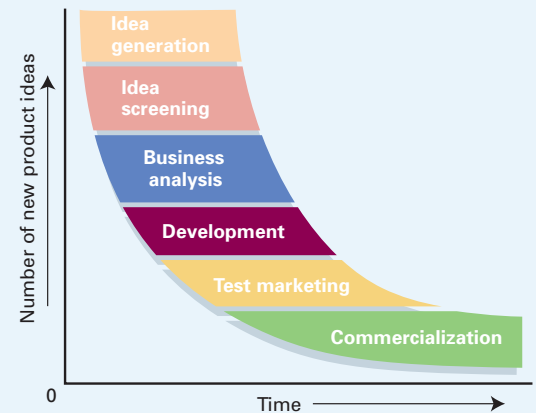 Idea
generation
Idea
screening
Business
analysis
Development
Test marketing
Commercialization
Number of new product ideas
0
Time